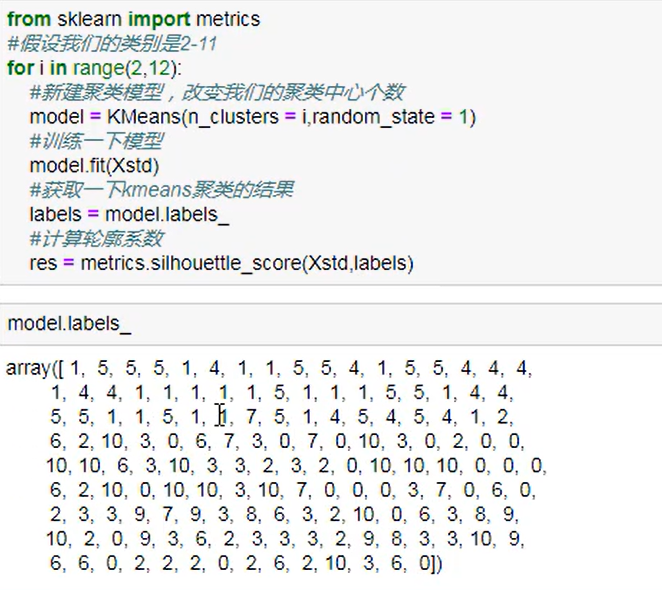 from sklearn import metrics
#假设我们的类别是2-11
for i in range(2,12):
#新建聚类模型，改变我们的聚类中心个数
model = KMeans(n_clusters = i,random_state = 1)
#训练一下模型
model.fit(Xstd)
#获取一下kmeans聚类的结果
labels = model.labels_
#计算轮廓系数
res = metrics.silhouettle_score(Xstd,labels)
model.labels_
array([ 1, 5, 5, 5, 1, 4, 1, 1, 5, 5, 4, 1, 5, 5, 4, 4, 4,
1, 4, 4, 1, 1, 1, 1, 1, 5, 1, 1, 1, 5, 5, 1, 4, 4,
5, 5, 1, 1, 5, 1, 1, 7, 5, 1, 4, 5, 4, 5, 4, 1, 2,
6, 2, 10, 3, 0, 6, 7, 3, 0, 7, 0, 10, 3, 0, 2, 0, 0,
10, 10, 6, 3, 10, 3, 3, 2, 3, 2, 0, 10, 10, 10, 0, 0, 0,
6, 2, 10, 0, 10, 10, 3, 10, 7, 0, 0, 0, 3, 7, 0, 6, 0,
2, 3, 3, 9, 7, 9, 3, 8, 6, 3, 2, 10, 0, 6, 3, 8, 9,
10, 2, 0, 9, 3, 6, 2, 3, 3, 3, 2, 9, 8, 3, 3, 10, 9,
6, 6, 0, 2, 2, 2, 0, 2, 6, 2, 10, 3, 6, 0])